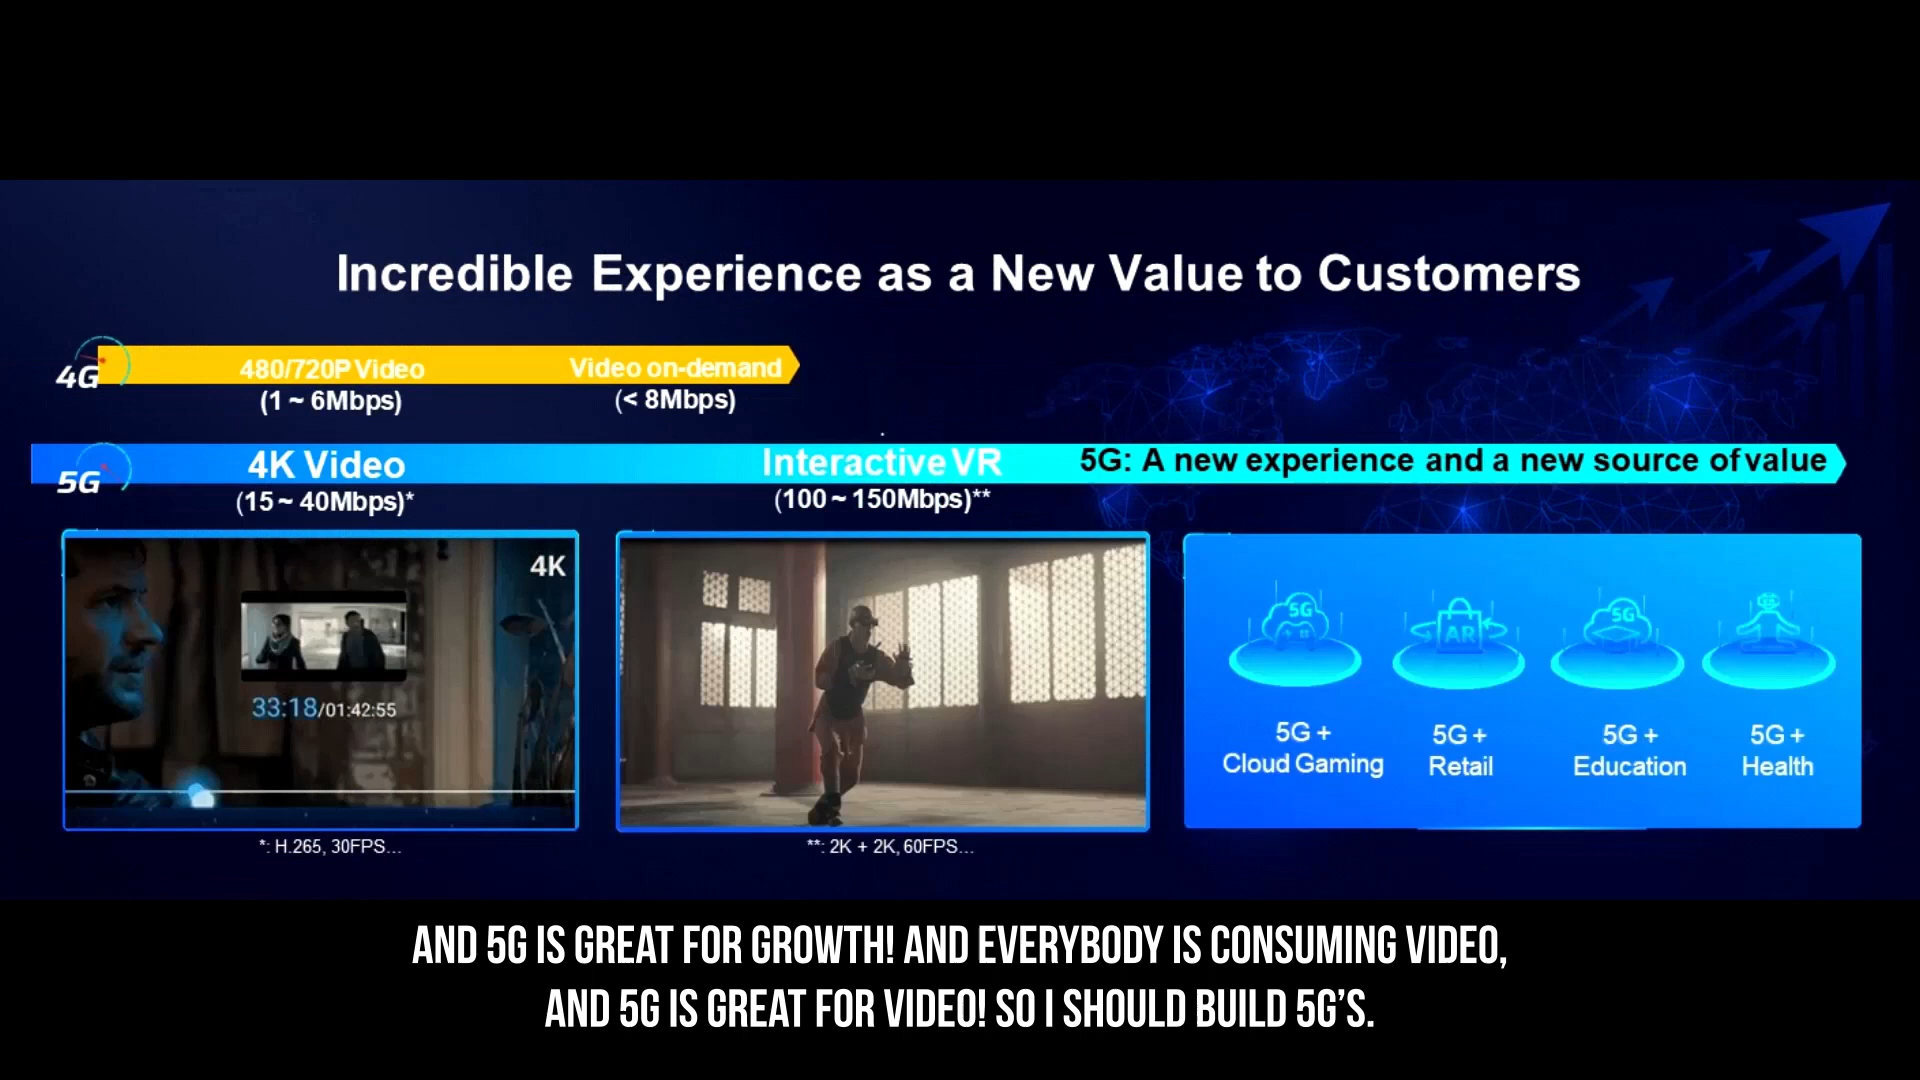 Incredible Experience as a New Value to Customers
4G
480/720P Video
Video on-demand
(1 ~ 6Mbps)
(< 8Mbps)
5G
4K Video
Interactive VR
5G: A new experience and a new source of value
(15 ~ 40Mbps)*
(100 ~ 150Mbps)**
4K
33:18/01:42:55
5G
AR
5G
5G +
Cloud Gaming
5G +
Retail
5G +
Education
5G +
Health
*: H.265, 30FPS...
**: 2K + 2K, 60FPS...
AND 5G IS GREAT FOR GROWTH! AND EVERYBODY IS CONSUMING VIDEO,
AND 5G IS GREAT FOR VIDEO! SO I SHOULD BUILD 5G'S.